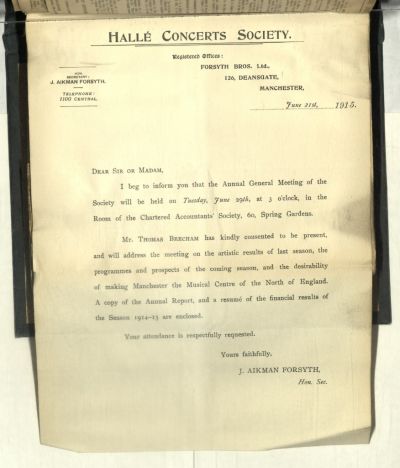 HALLÉ CONCERTS SOCIETY.
Registered Offices:
FORSYTH BROS. Ltd.,
126, DEANSGATE,
MANCHESTER,
HON. SECRETARY:
J. AIKMAN FORSYTH.
TELEPHONE:
1100 CENTRAL.
June 21st, 1915.
DEAR SIR OR MADAM,
I beg to inform you that the Annual General Meeting of the
Society will be held on Tuesday, June 29th, at 3 o'clock, in the
Room of the Chartered Accountants' Society, 60, Spring Gardens.
Mr. THOMAS BEECHAM has kindly consented to be present,
and will address the meeting on the artistic results of last season, the
programmes and prospects of the coming season, and the desirability
of making Manchester the Musical Centre of the North of England.
A copy of the Annual Report, and a resumé of the financial results of
the Season 1914-15 are enclosed.
Your attendance is respectfully requested.
Yours faithfully,
J. AIKMAN FORSYTH,
Hon. Sec.